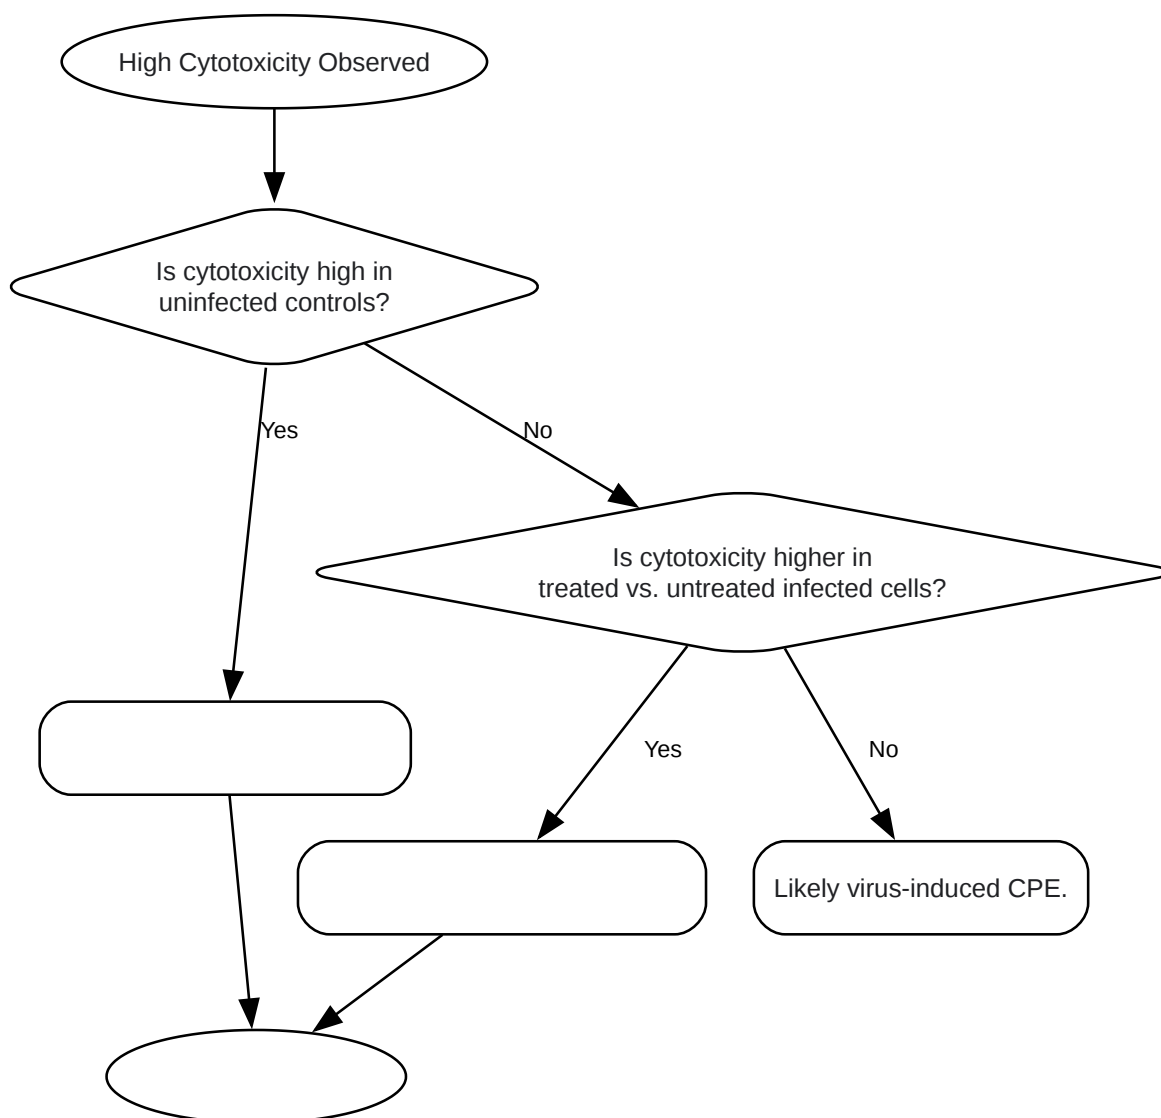 High Cytotoxicity Observed
Is cytotoxicity high in
uninfected controls?
Yes
No
Is cytotoxicity higher in
treated vs. untreated infected cells?
Yes
No
Likely virus-induced CPE.